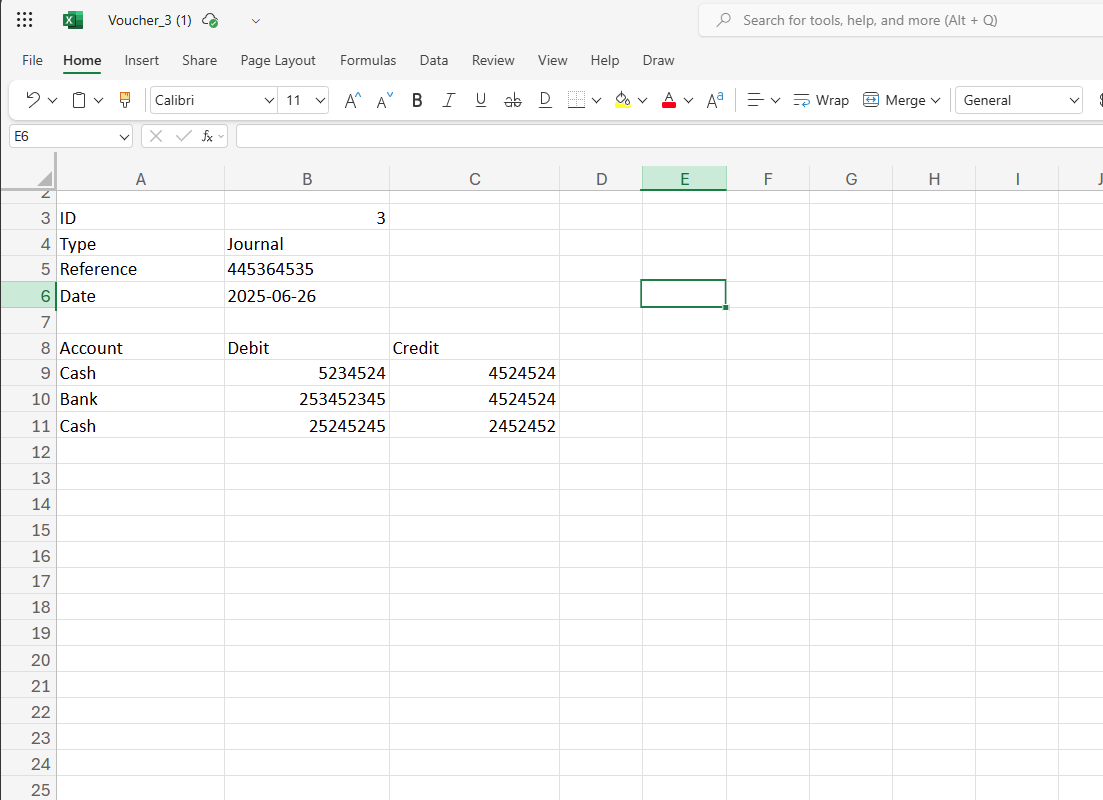 Voucher_3 (1)
Search for tools, help, and more (Alt + Q)
File Home Insert Share Page Layout Formulas Data Review View Help Draw
Calibri 11 A A B I U ab D A Aa Wrap Merge General $
E6 fx
A B C D E F G H I J
2
3 ID 3
4 Type Journal
5 Reference 445364535
6 Date 2025-06-26
7
8 Account Debit Credit
9 Cash 5234524 4524524
10 Bank 253452345 4524524
11 Cash 25245245 2452452
12
13
14
15
16
17
18
19
20
21
22
23
24
25